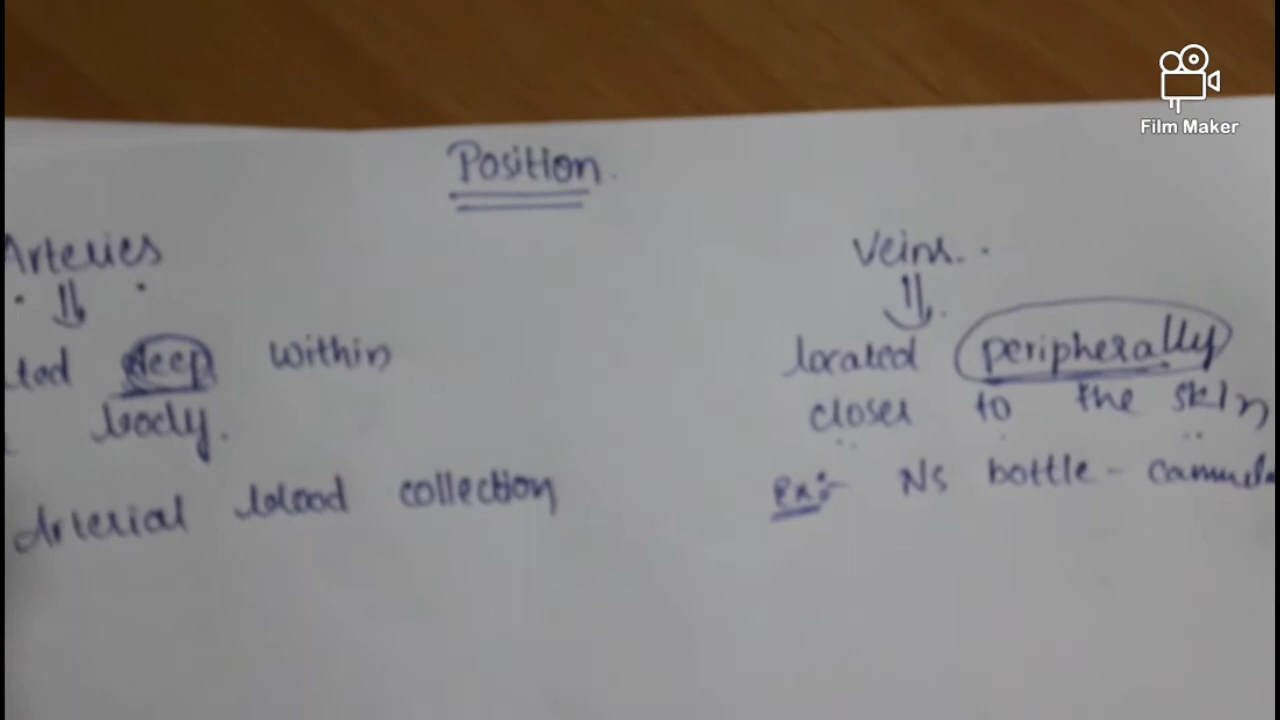 Film Maker
Position.
Arteries
Veins.
deep within
located peripherally
body.
closer to the skin
Arterial blood collection
Ex:- NS bottle -